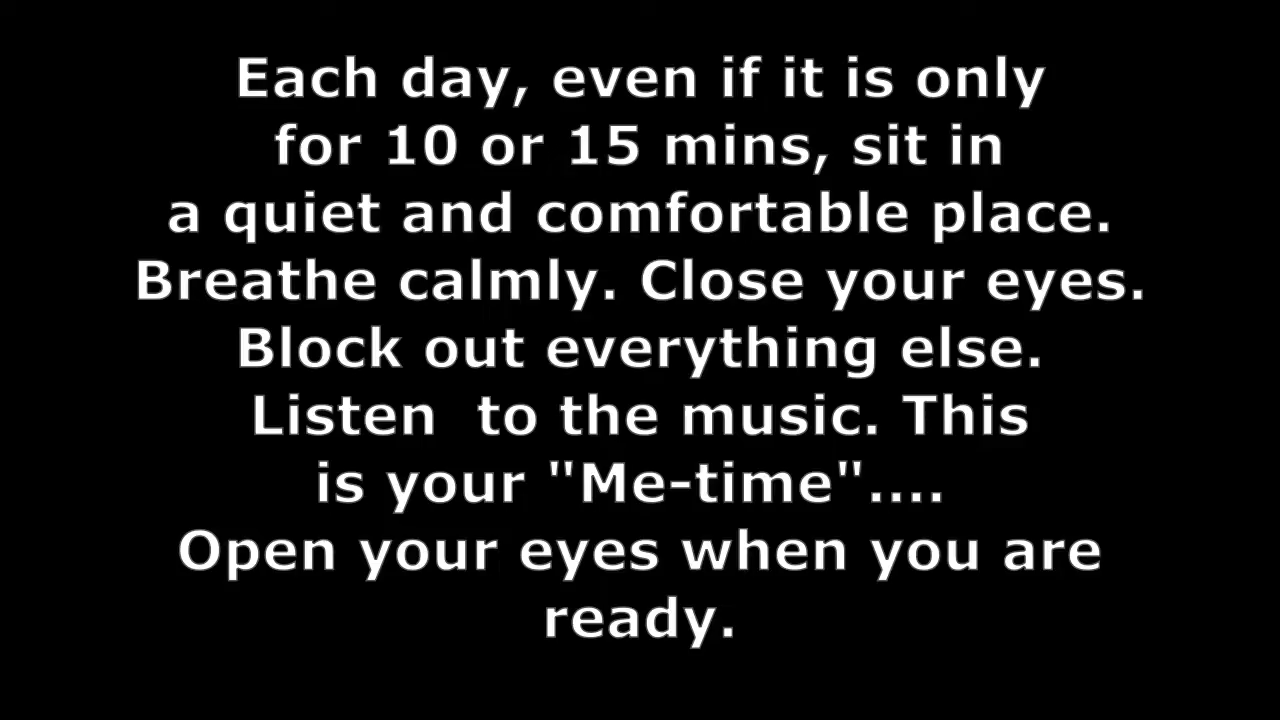 Each day, even if it is only
for 10 or 15 mins, sit in
a quiet and comfortable place.
Breathe calmly. Close your eyes.
Block out everything else.
Listen  to the music. This
is your "Me-time"....
Open your eyes when you are
ready.